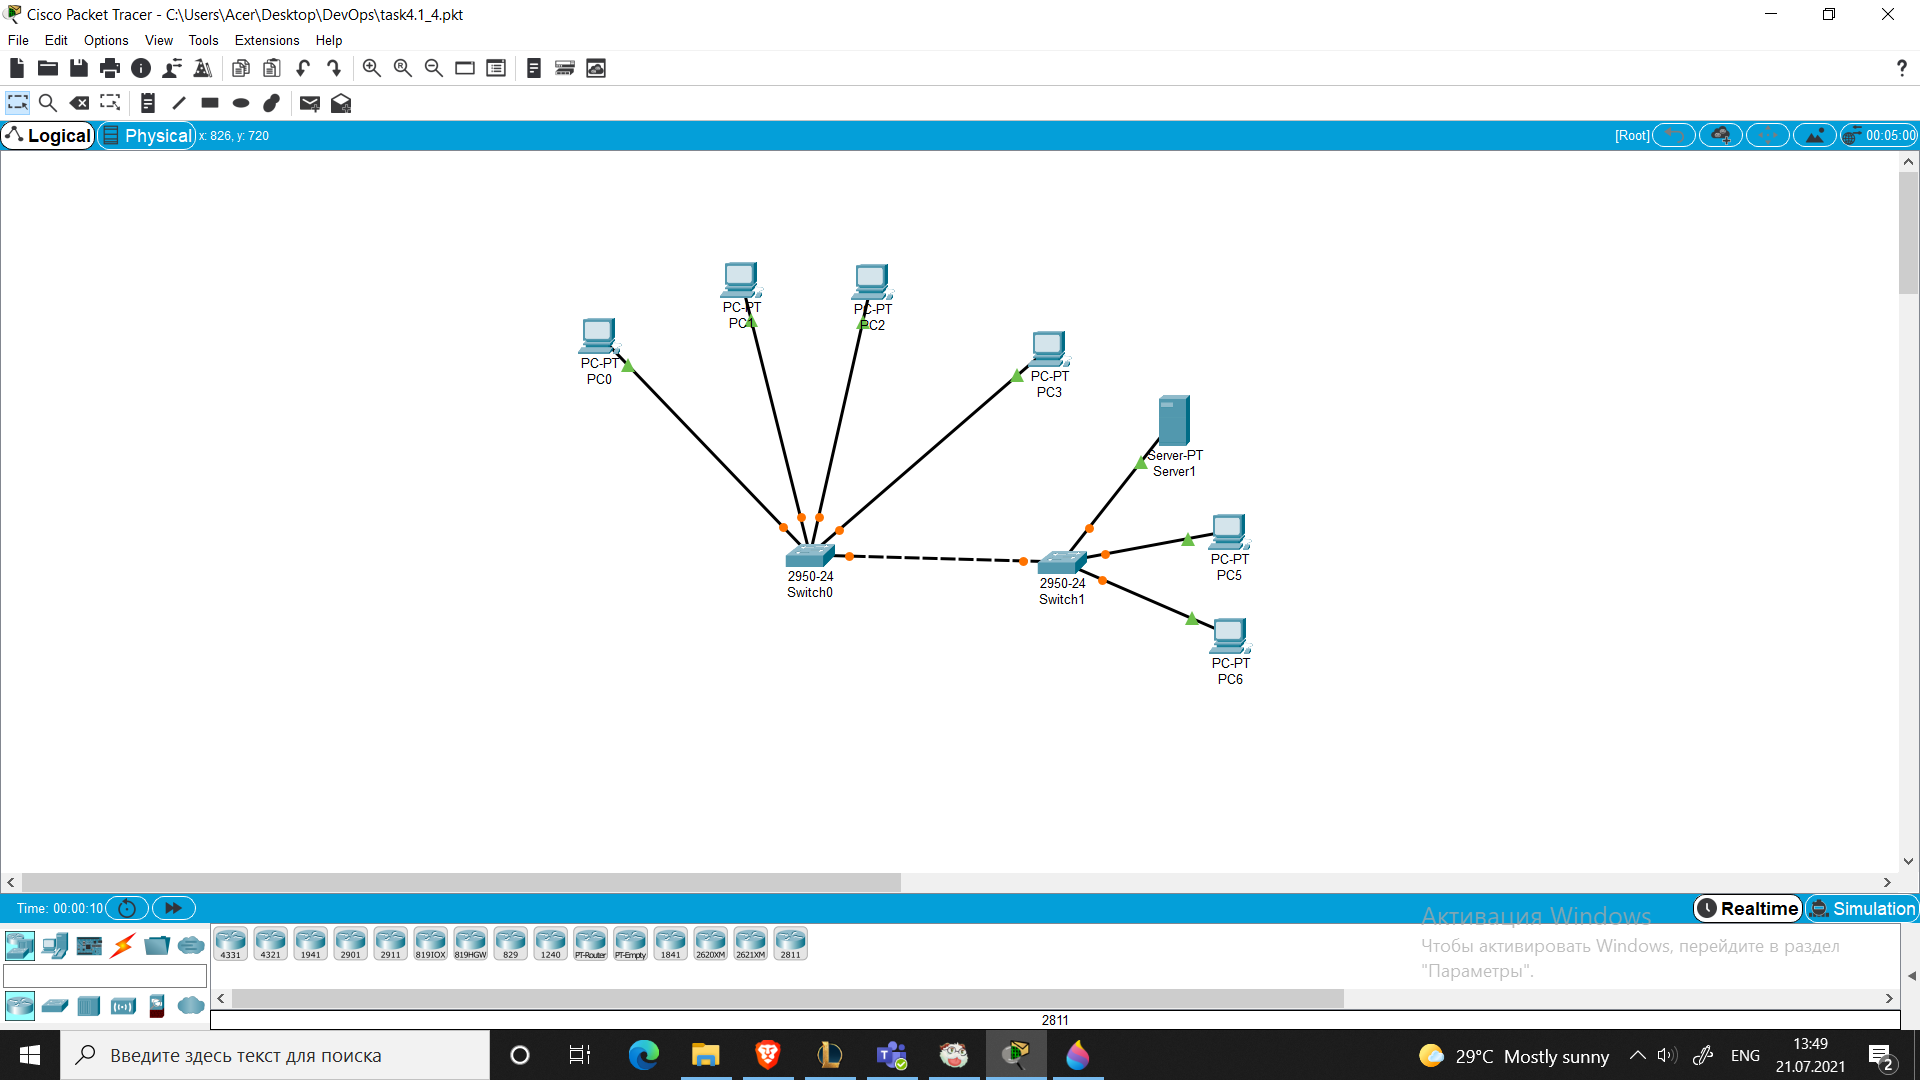 Cisco Packet Tracer - C:\Users\Acer\Desktop\DevOps\task4.1_4.pkt
File Edit Options View Tools Extensions Help
?
Logical Physical x: 826, y: 720 [Root] 00:05:00
PC-PT
PC1
PC-PT
PC2
PC-PT
PC0
PC-PT
PC3
Server-PT
Server1
PC-PT
PC5
2950-24
Switch0
2950-24
Switch1
PC-PT
PC6
Time: 00:00:10 Realtime Simulation
Активация Windows
Чтобы активировать Windows, перейдите в раздел
"Параметры".
4331 4321 1941 2901 2911 819IOX 819HGW 829 1240 PT-Router PT-Empty 1841 2620XM 2621XM 2811
2811
Введите здесь текст для поиска
29°C Mostly sunny ENG
13:49
21.07.2021
2